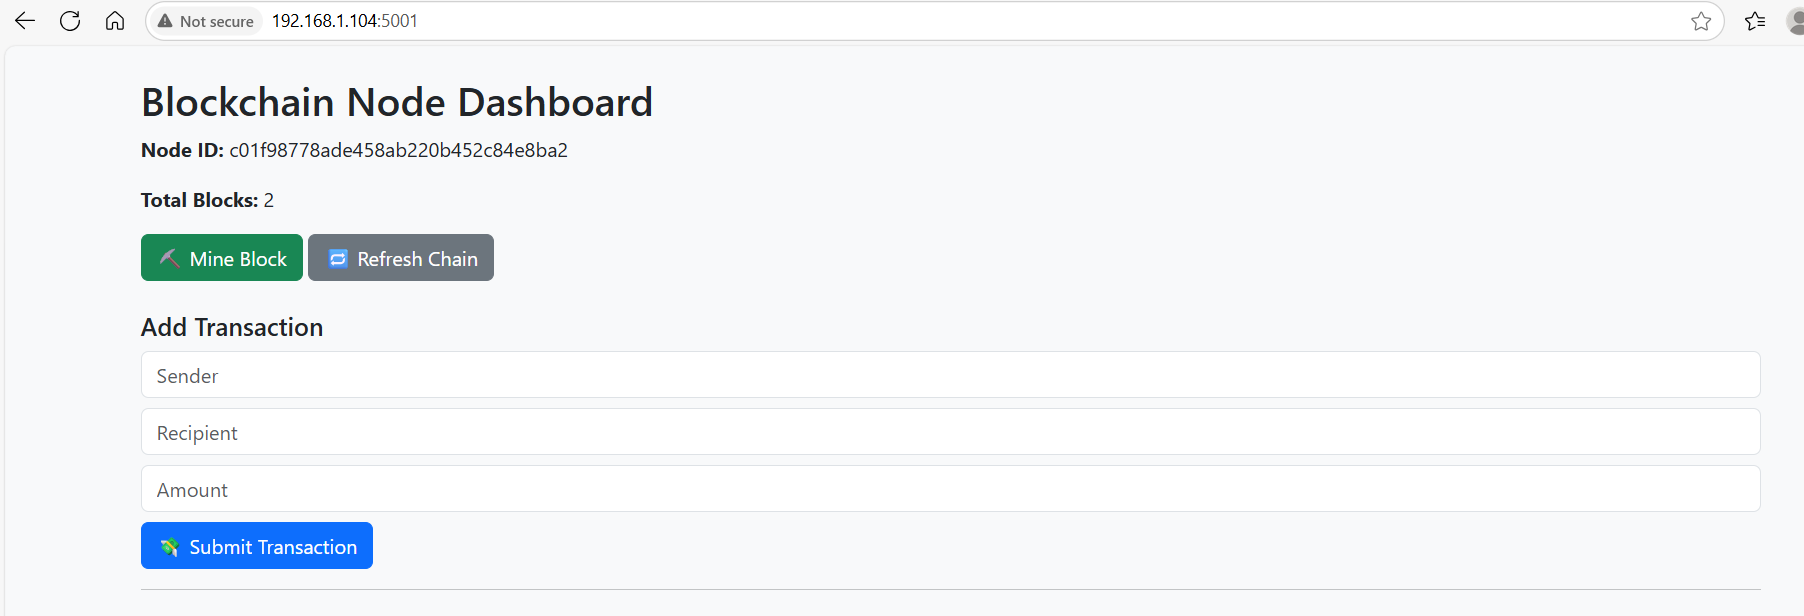 Not secure 192.168.1.104:5001
Blockchain Node Dashboard
Node ID: c01f98778ade458ab220b452c84e8ba2
Total Blocks: 2
Mine Block Refresh Chain
Add Transaction
Sender
Recipient
Amount
Submit Transaction